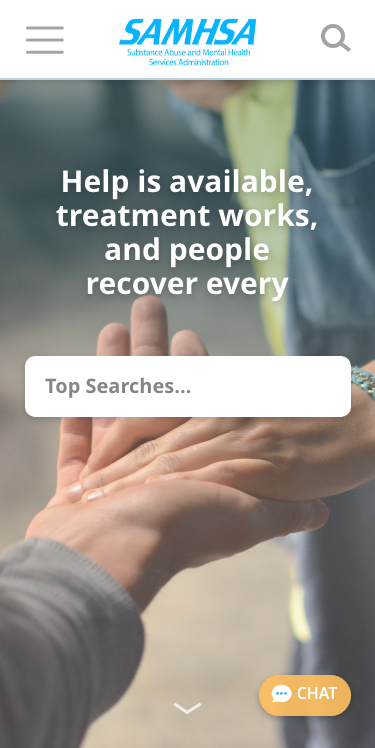 SAMHSA
Substance Abuse and Mental Health
Services Administration
Help is available,
treatment works,
and people
recover every
Top Searches...
CHAT